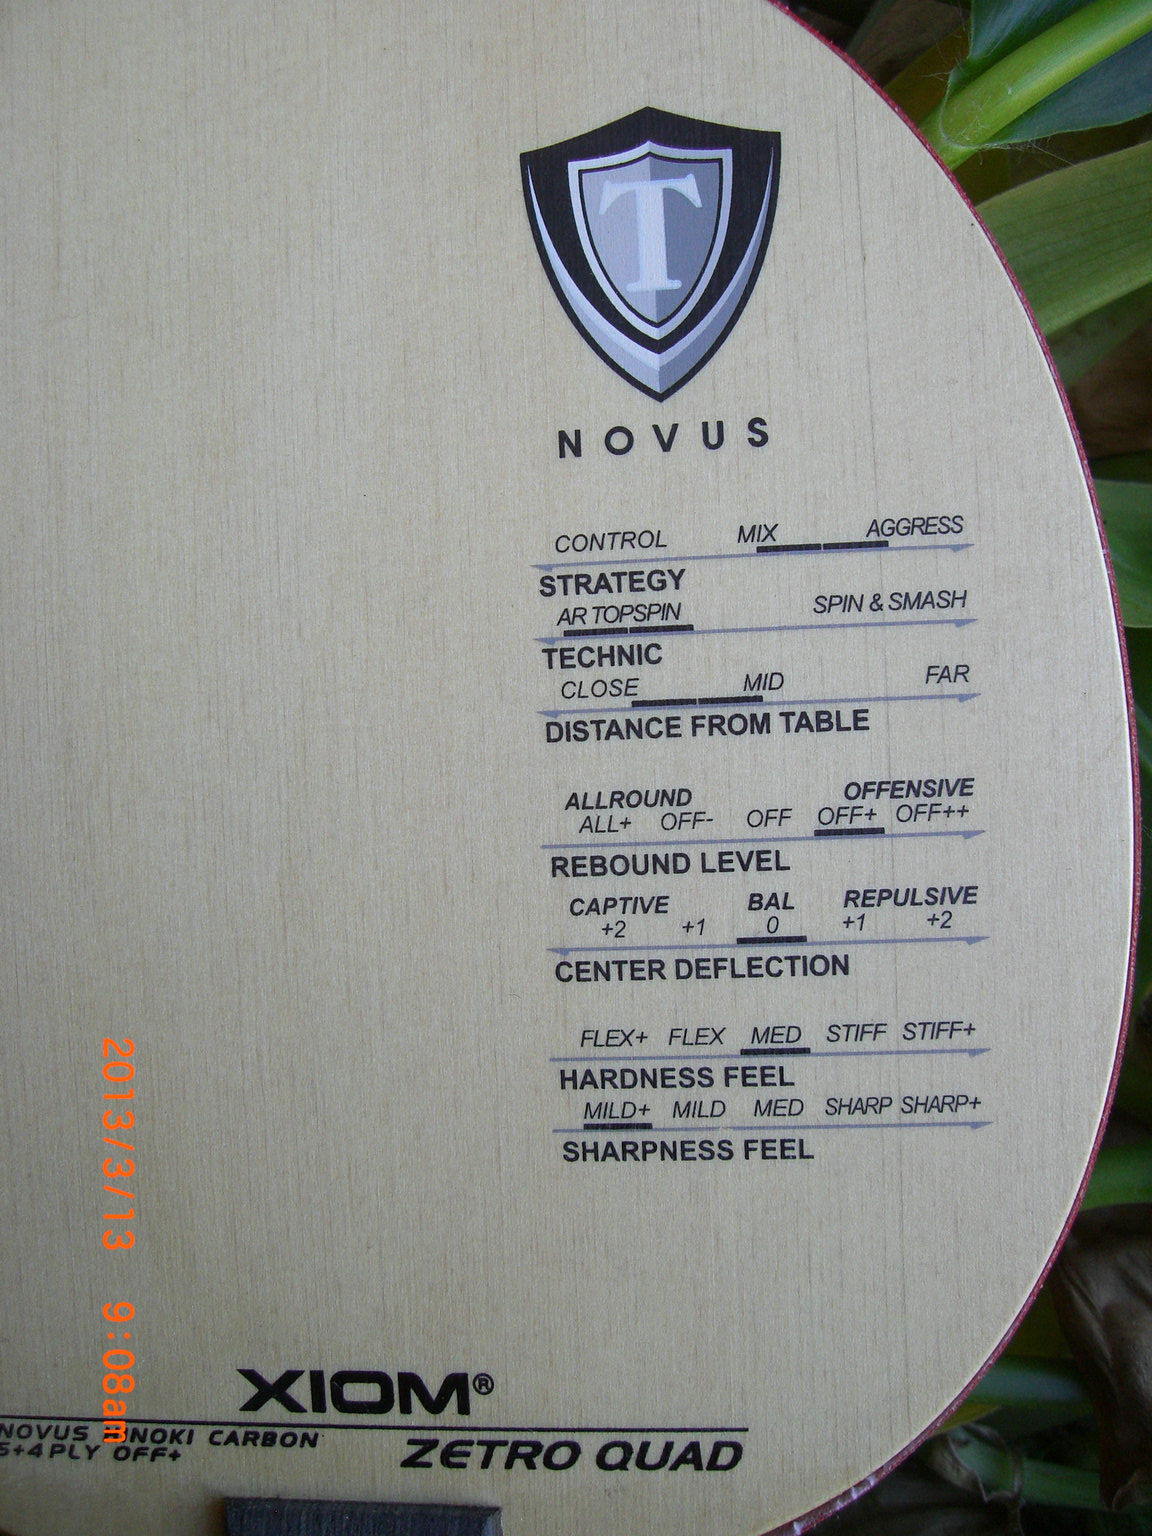 T
NOVUS
CONTROL MIX AGGRESS
STRATEGY
AR TOPSPIN SPIN & SMASH
TECHNIC
CLOSE MID FAR
DISTANCE FROM TABLE
ALLROUND OFFENSIVE
ALL+ OFF- OFF OFF+ OFF++
REBOUND LEVEL
CAPTIVE BAL REPULSIVE
+2 +1 0 +1 +2
CENTER DEFLECTION
FLEX+ FLEX MED STIFF STIFF+
HARDNESS FEEL
MILD+ MILD MED SHARP SHARP+
SHARPNESS FEEL
XIOM®
NOVUS CARBON
5+4 PLY OFF+
ZETRO QUAD
2013/3/13 9:08am